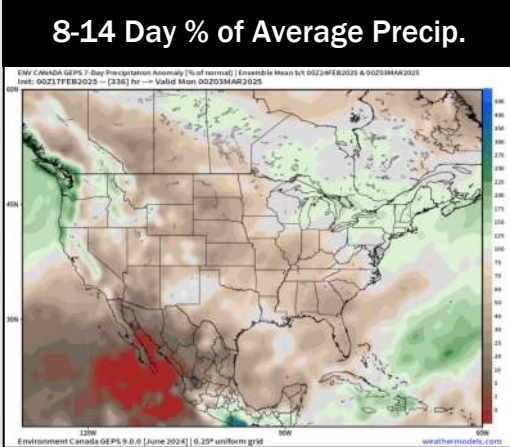 8-14 Day % of Average Precip.
ENV CANADA GEPS 7-Day Precipitation Anomaly [% of normal] | Ensemble Mean b/t 00Z24FEB2025 & 00Z03MAR2025
Init: 00Z17FEB2025 -- [336] hr --> Valid Mon 00Z03MAR2025
60N
45N
30N
120W
90W
60W
Environment Canada GEPS 9.0.0 [June 2024] | 0.25° uniform grid
weathermodels.com